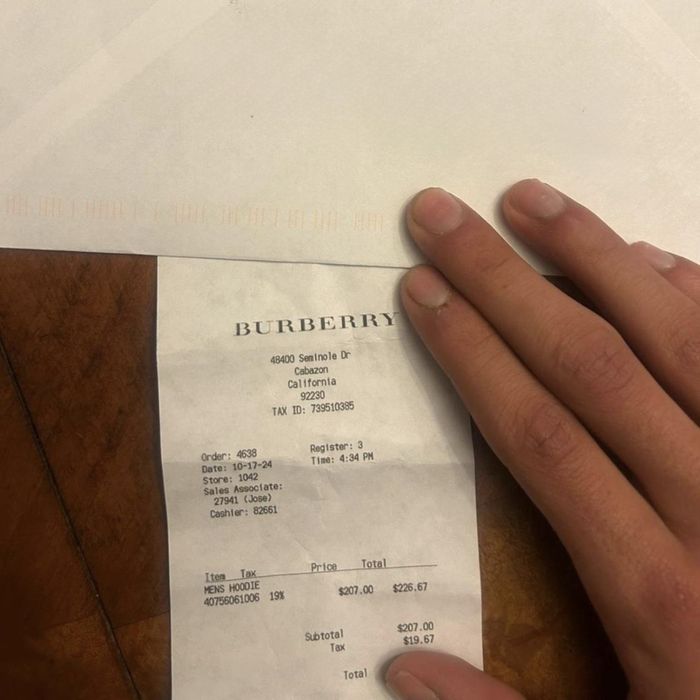 BURBERRY
48400 Seminole Dr
Cabazon
California
92230
TAX ID: 739510385
Order: 4638 Register: 3
Date: 10-17-24 Time: 4:34 PM
Store: 1042
Sales Associate:
27941 (Jose)
Cashier: 82661
Item Tax Price Total
MENS HOODIE
40756061006 19% $207.00 $226.67
Subtotal $207.00
Tax $19.67
Total